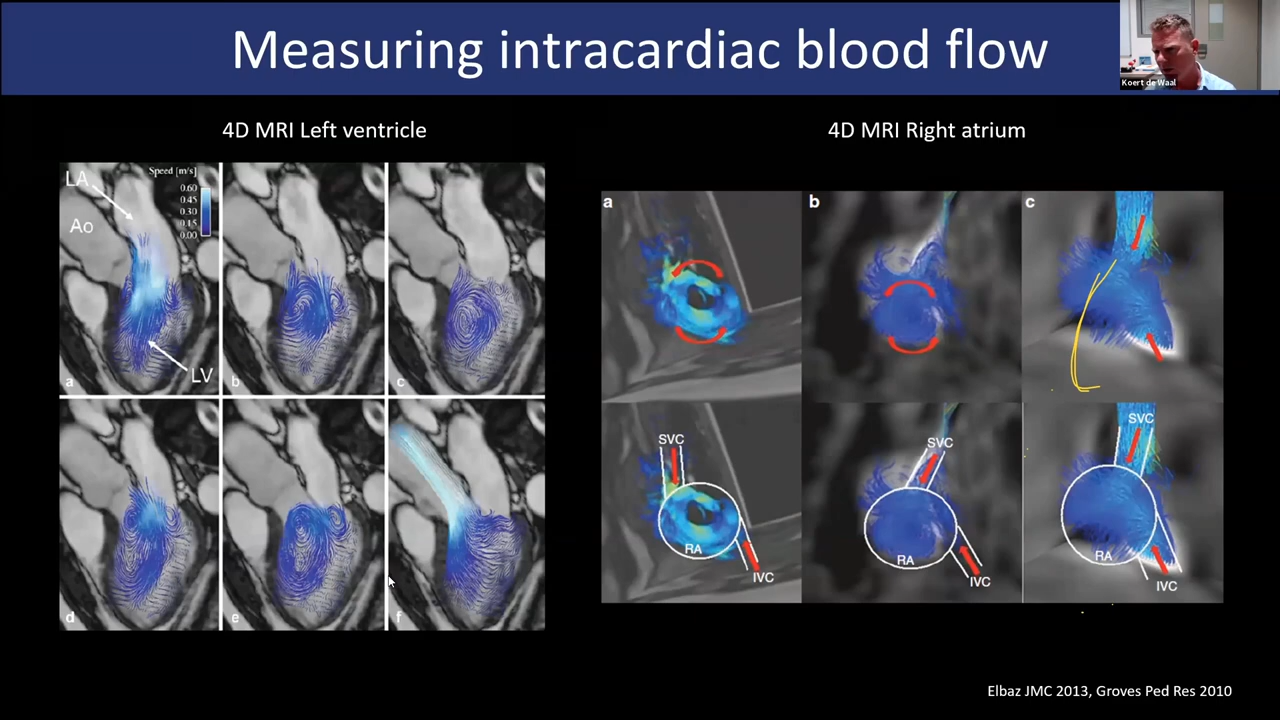 Measuring intracardiac blood flow
Koert de Waal
4D MRI Left ventricle
4D MRI Right atrium
LA
Ao
LV
Speed [m/s]
0.60
0.45
0.30
0.15
0.00
a
b
c
d
e
f
a
b
c
SVC
RA
IVC
SVC
RA
IVC
SVC
RA
IVC
Elbaz JMC 2013, Groves Ped Res 2010